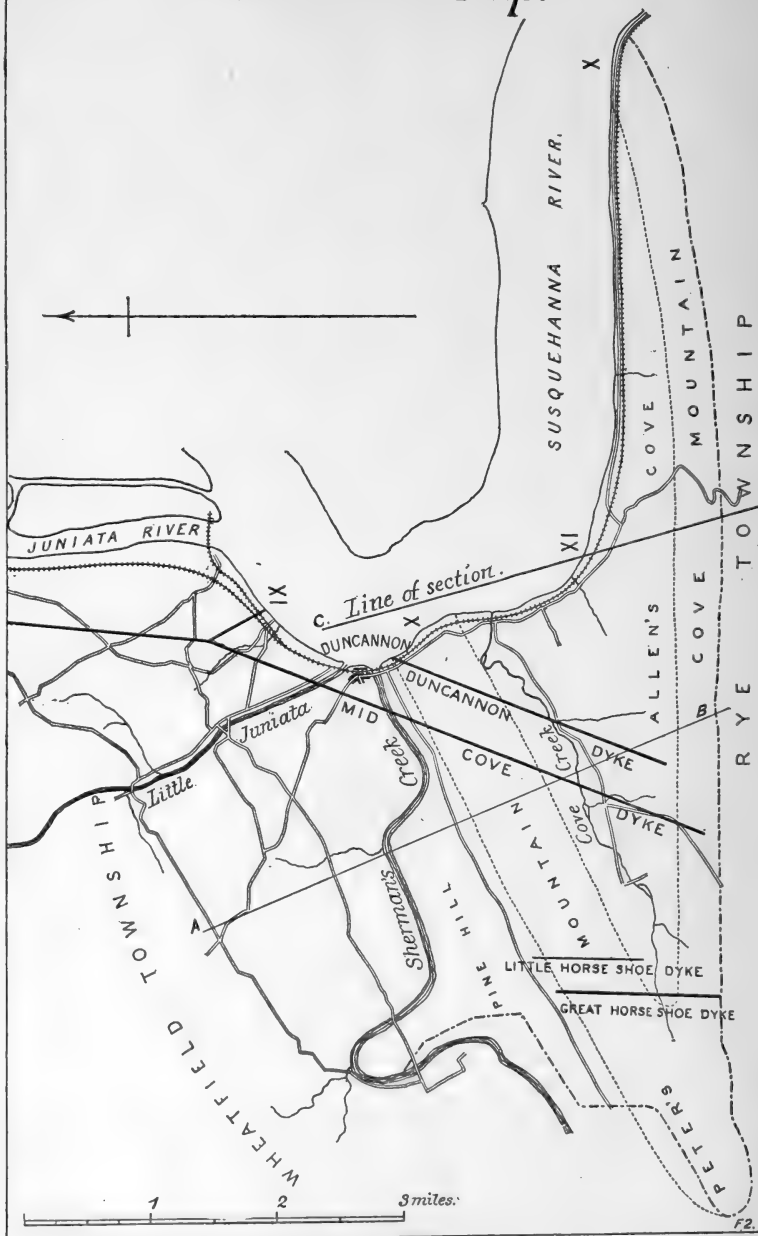 X
SUSQUEHANNA RIVER.
JUNIATA RIVER
COVE
MOUNTAIN
IX
C. Line of section.
XI
DUNCANNON
X
DUNCANNON
DYKE
MID
COVE
DYKE
Little Juniata
Sherman's Creek
Cove Creek
ALLEN'S
COVE
B
RYE TOWNSHIP
WHEATFIELD TOWNSHIP
A
PINE HILL
MOUNTAIN
LITTLE HORSE SHOE DYKE
GREAT HORSE SHOE DYKE
PETER'S
1 2 3 miles.
F2.